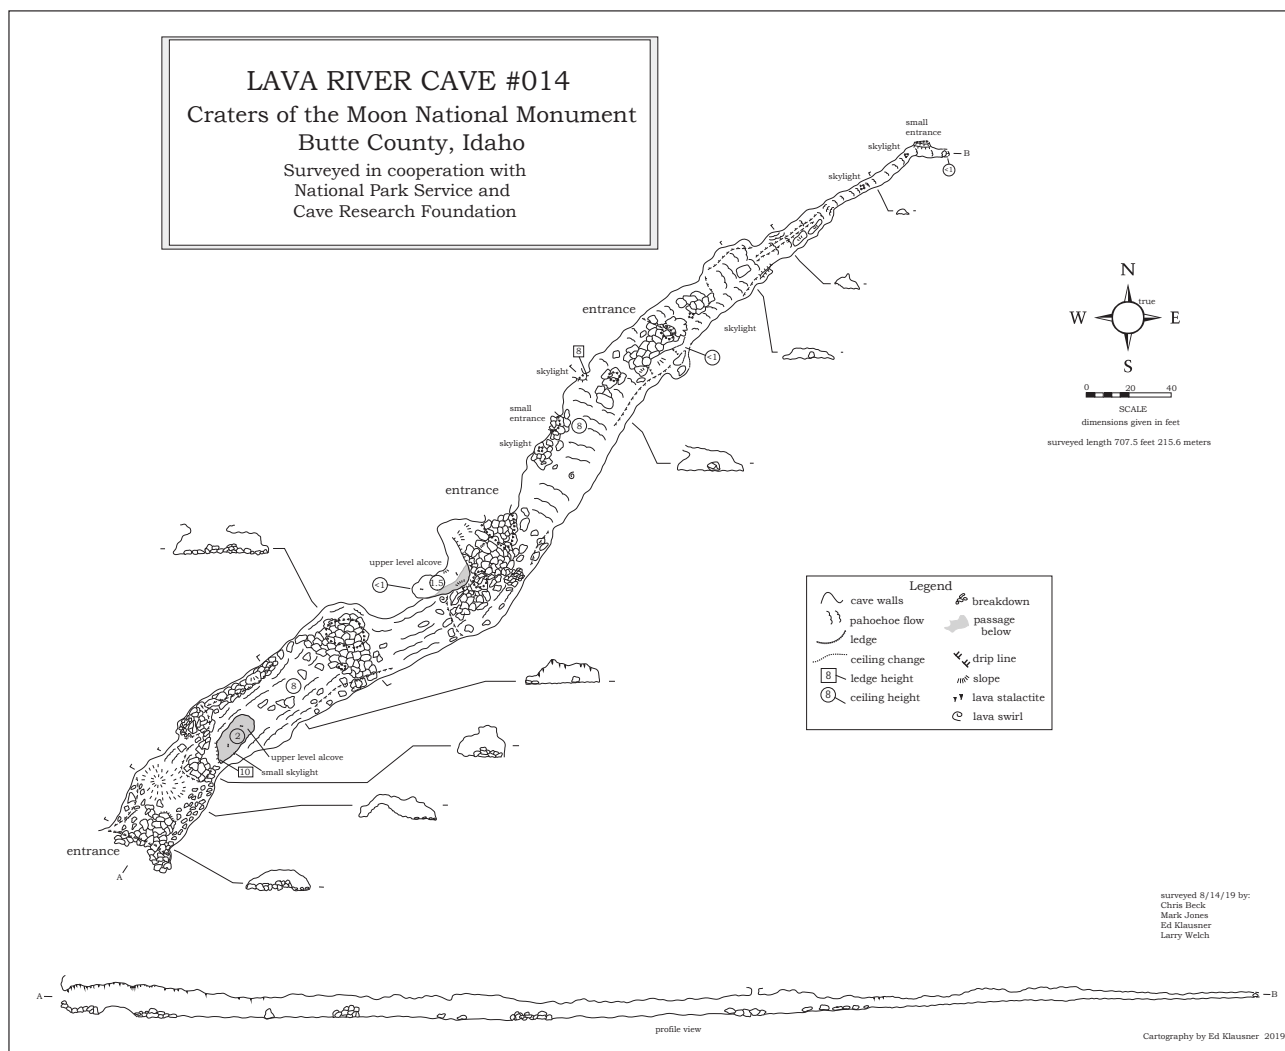 LAVA RIVER CAVE #014
Craters of the Moon National Monument
Butte County, Idaho
Surveyed in cooperation with
National Park Service and
Cave Research Foundation
small
entrance
skylight
B
<1
skylight
N
true
W
E
S
entrance
skylight
8
<1
skylight
0 20 40
SCALE
dimensions given in feet
surveyed length 707.5 feet 215.6 meters
small
entrance
8
skylight
entrance
upper level alcove
<1
1.5
Legend
cave walls
breakdown
pahoehoe flow
passage
below
ledge
ceiling change
drip line
8
ledge height
slope
8
ceiling height
lava stalactite
lava swirl
8
2
upper level alcove
10
small skylight
entrance
A
surveyed 8/14/19 by:
Chris Beck
Mark Jones
Ed Klausner
Larry Welch
A
B
profile view
Cartography by Ed Klausner 2019